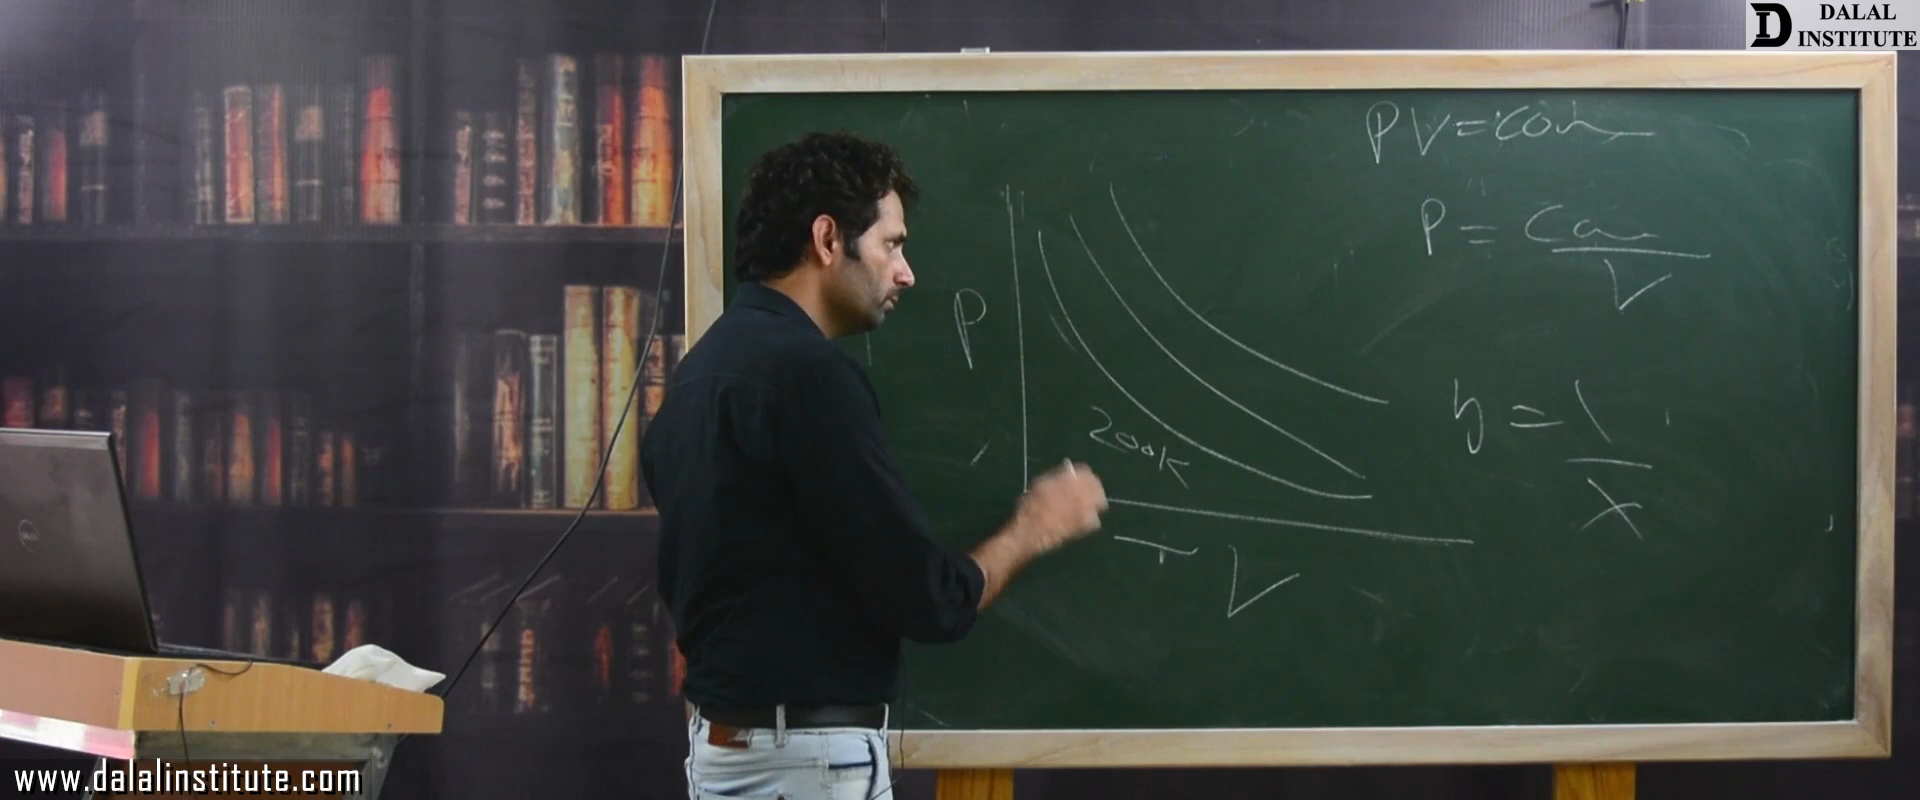 DALAL
INSTITUTE
PV = Con
P = Con
V
P
200K
y = 1
x
V
www.dalalinstitute.com